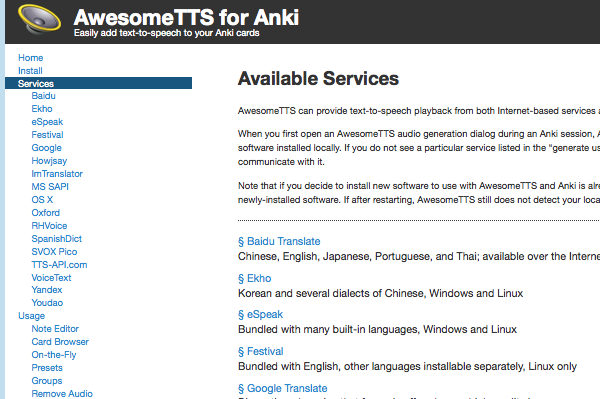 AwesomeTTS for Anki
Easily add text-to-speech to your Anki cards
Home
Install
Services
Baidu
Ekho
eSpeak
Festival
Google
Howjsay
ImTranslator
MS SAPI
OS X
Oxford
RHVoice
SpanishDict
SVOX Pico
TTS-API.com
VoiceText
Yandex
Youdao
Usage
Note Editor
Card Browser
On-the-Fly
Presets
Groups
Remove Audio
Available Services
AwesomeTTS can provide text-to-speech playback from both Internet-based services
When you first open an AwesomeTTS audio generation dialog during an Anki session,
software installed locally. If you do not see a particular service listed in the "generate
communicate with it.
Note that if you decide to install new software to use with AwesomeTTS and Anki is
newly-installed software. If after restarting, AwesomeTTS still does not detect your
§ Baidu Translate
Chinese, English, Japanese, Portuguese, and Thai; available over the
§ Ekho
Korean and several dialects of Chinese, Windows and Linux
§ eSpeak
Bundled with many built-in languages, Windows and Linux
§ Festival
Bundled with English, other languages installable separately, Linux only
§ Google Translate